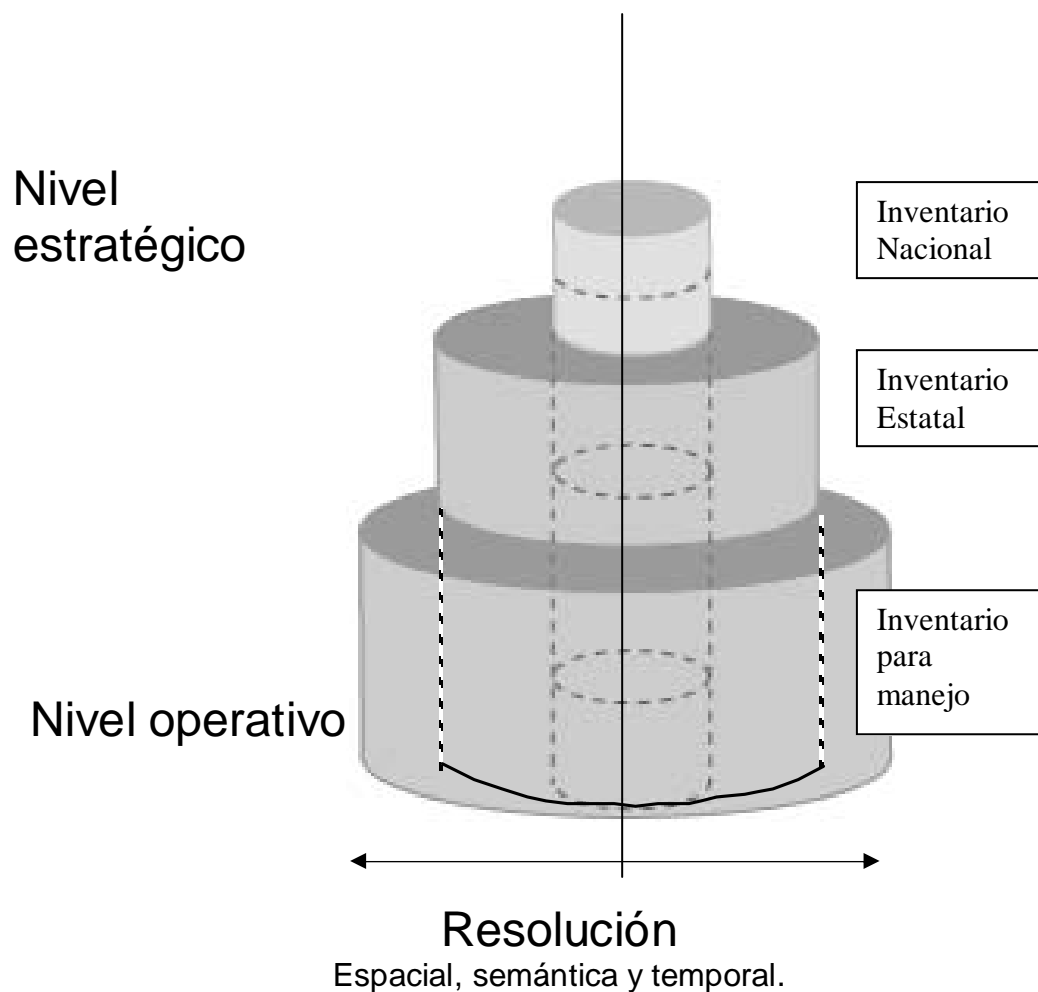 Nivel
estratégico
Inventario
Nacional
Inventario
Estatal
Inventario
para
manejo
Nivel operativo
Resolución
Espacial, semántica y temporal.